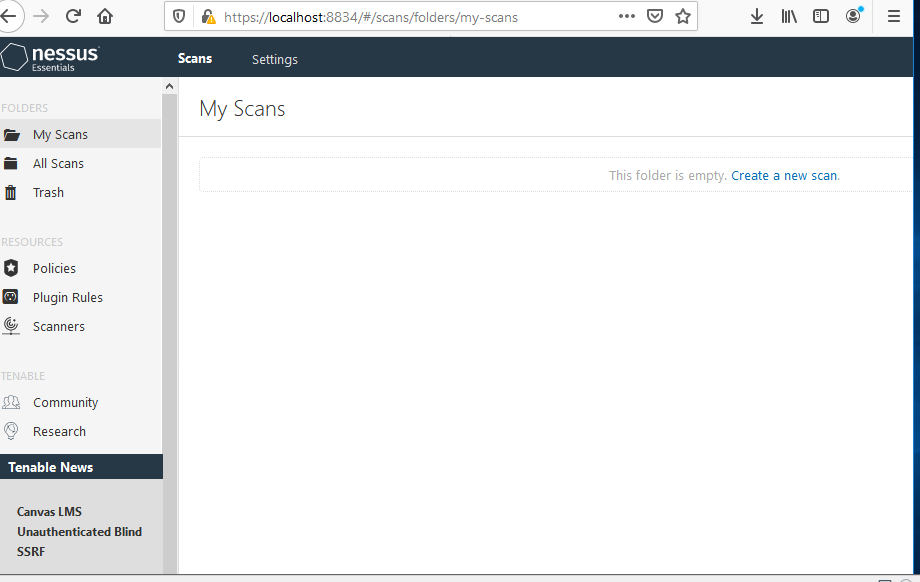 https://localhost:8834/#/scans/folders/my-scans
nessus
Essentials
Scans
Settings
FOLDERS
My Scans
All Scans
Trash
RESOURCES
Policies
Plugin Rules
Scanners
TENABLE
Community
Research
Tenable News
Canvas LMS
Unauthenticated Blind
SSRF
My Scans
This folder is empty. Create a new scan.